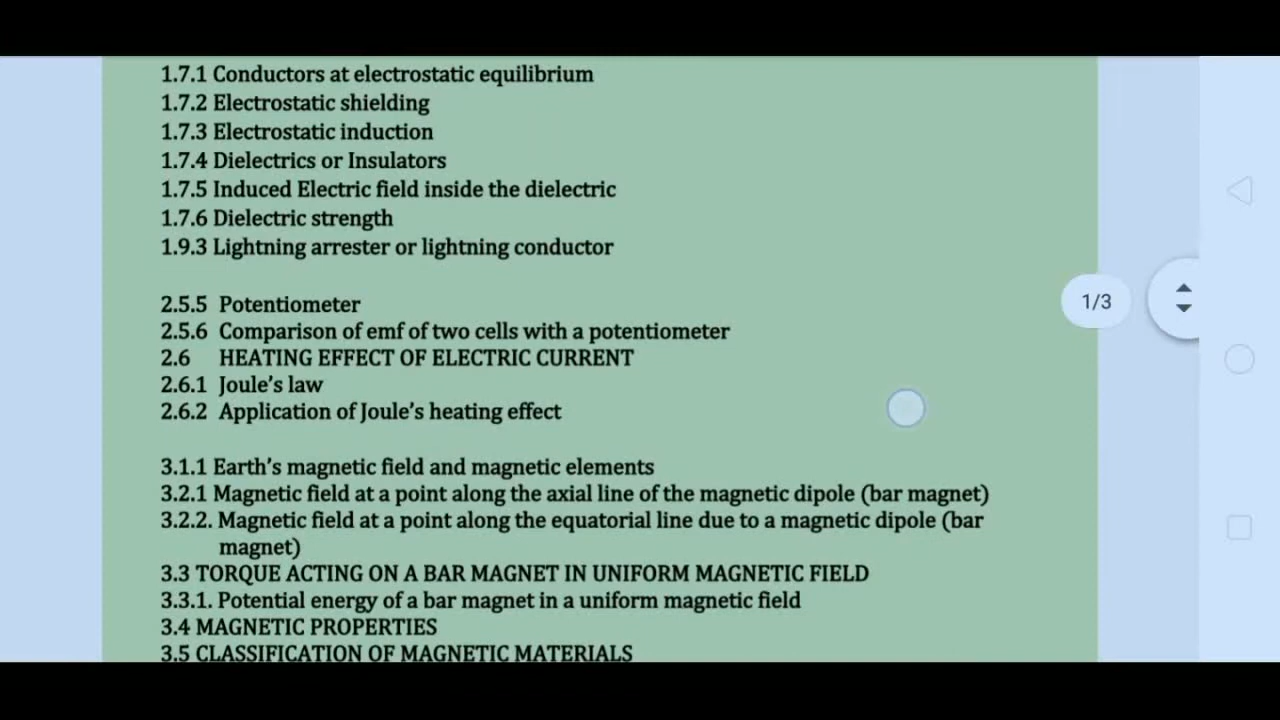 1.7.1 Conductors at electrostatic equilibrium
1.7.2 Electrostatic shielding
1.7.3 Electrostatic induction
1.7.4 Dielectrics or Insulators
1.7.5 Induced Electric field inside the dielectric
1.7.6 Dielectric strength
1.9.3 Lightning arrester or lightning conductor
1/3
2.5.5 Potentiometer
2.5.6 Comparison of emf of two cells with a potentiometer
2.6 HEATING EFFECT OF ELECTRIC CURRENT
2.6.1 Joule's law
2.6.2 Application of Joule's heating effect
3.1.1 Earth's magnetic field and magnetic elements
3.2.1 Magnetic field at a point along the axial line of the magnetic dipole (bar magnet)
3.2.2. Magnetic field at a point along the equatorial line due to a magnetic dipole (bar
magnet)
3.3 TORQUE ACTING ON A BAR MAGNET IN UNIFORM MAGNETIC FIELD
3.3.1. Potential energy of a bar magnet in a uniform magnetic field
3.4 MAGNETIC PROPERTIES
3.5 CLASSIFICATION OF MAGNETIC MATERIALS